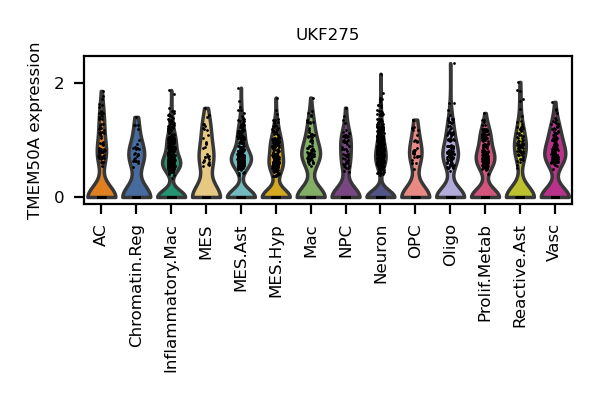 UKF275
TMEM50A expression
2
0
AC
Chromatin.Reg
Inflammatory.Mac
MES
MES.Ast
MES.Hyp
Mac
NPC
Neuron
OPC
Oligo
Prolif.Metab
Reactive.Ast
Vasc